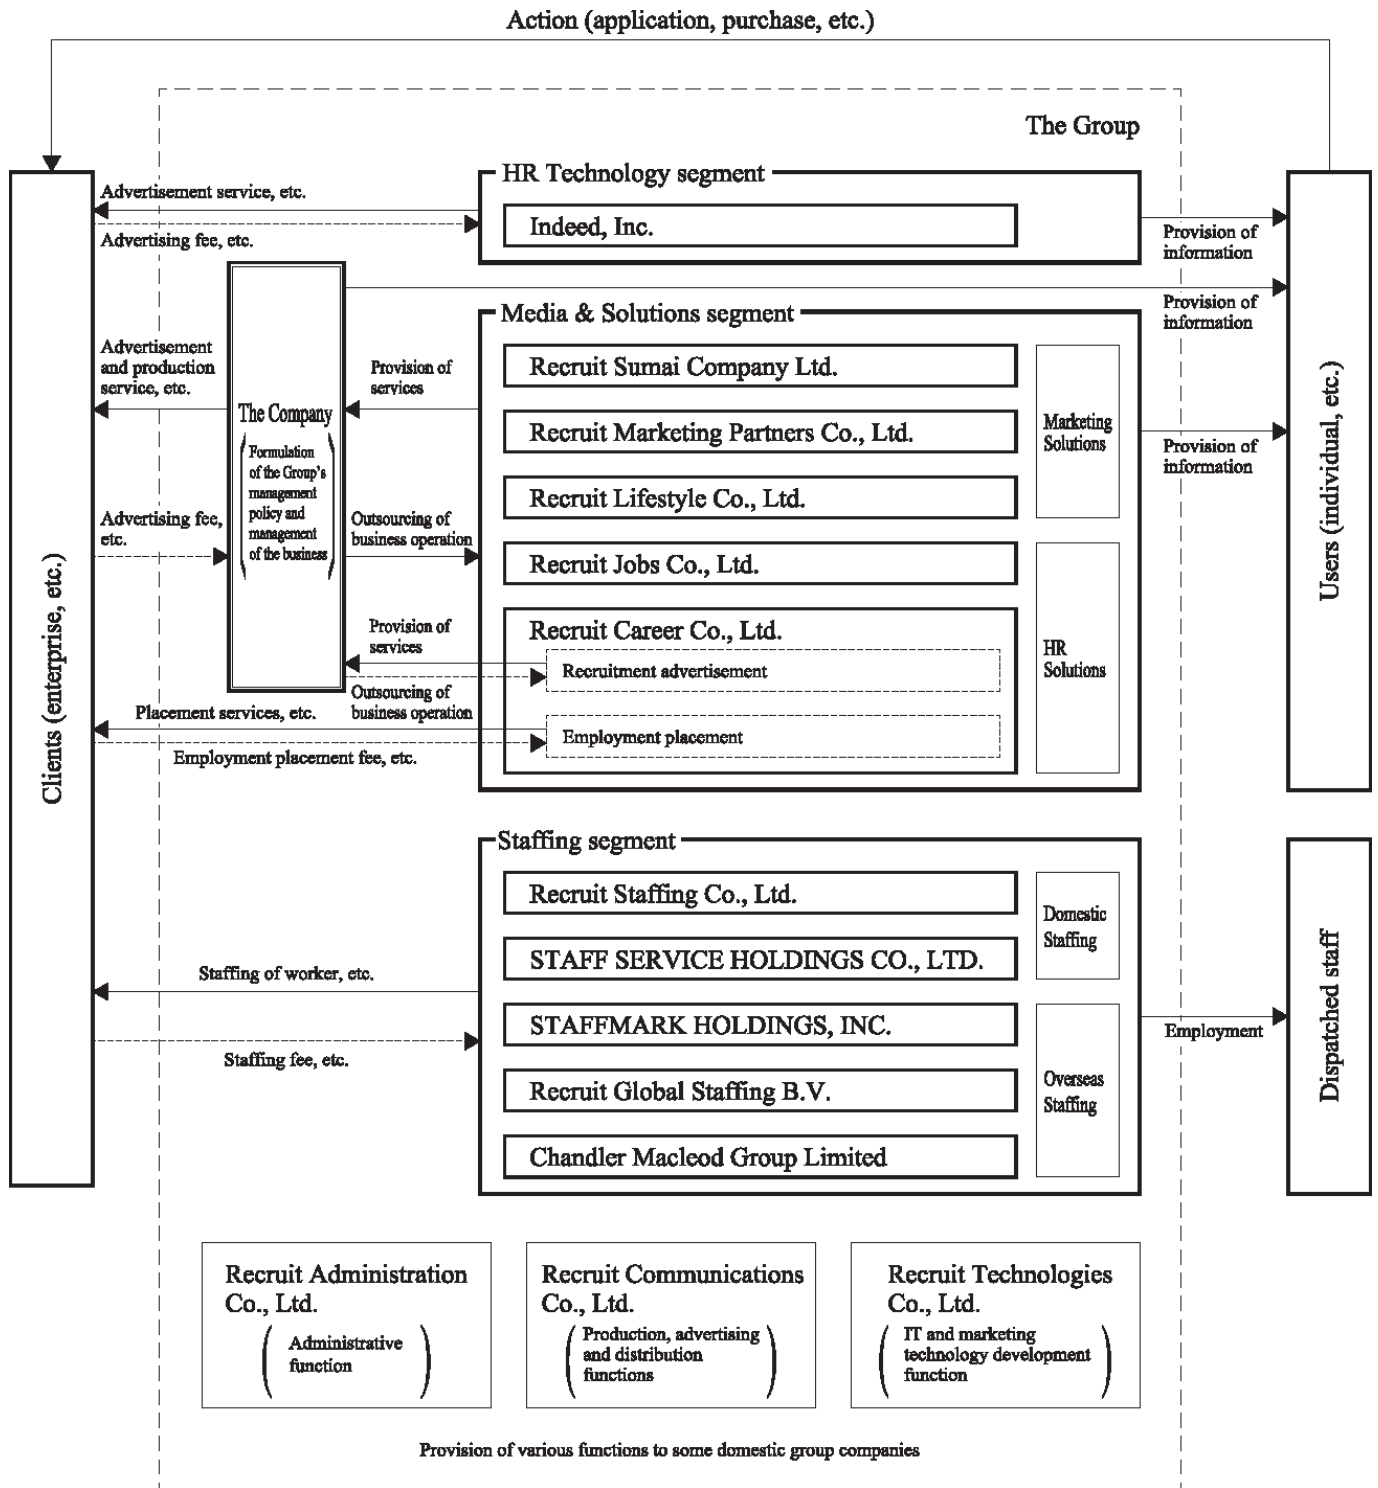 Action (application, purchase, etc.)
The Group
HR Technology segment
Advertisement service, etc.
Indeed, Inc.
Advertising fee, etc.
Provision of
information
Provision of
information
Media & Solutions segment
Advertisement
and production
service, etc.
Provision of
services
Recruit Sumai Company Ltd.
The Company
Formulation
of the Group's
management
policy and
management
of the business
Recruit Marketing Partners Co., Ltd.
Marketing
Solutions
Provision of
information
Recruit Lifestyle Co., Ltd.
Advertising fee,
etc.
Outsourcing of
business operation
Recruit Jobs Co., Ltd.
Clients (enterprise, etc.)
Users (individual, etc.)
Recruit Career Co., Ltd.
Provision of
services
Recruitment advertisement
HR
Solutions
Outsourcing of
business operation
Placement services, etc.
Employment placement
Employment placement fee, etc.
Staffing segment
Recruit Staffing Co., Ltd.
Domestic
Staffing
STAFF SERVICE HOLDINGS CO., LTD.
Staffing of worker, etc.
STAFFMARK HOLDINGS, INC.
Employment
Dispatched staff
Staffing fee, etc.
Recruit Global Staffing B.V.
Overseas
Staffing
Chandler Macleod Group Limited
Recruit Administration
Co., Ltd.
Administrative
function
Recruit Communications
Co., Ltd.
Production, advertising
and distribution
functions
Recruit Technologies
Co., Ltd.
IT and marketing
technology development
function
Provision of various functions to some domestic group companies